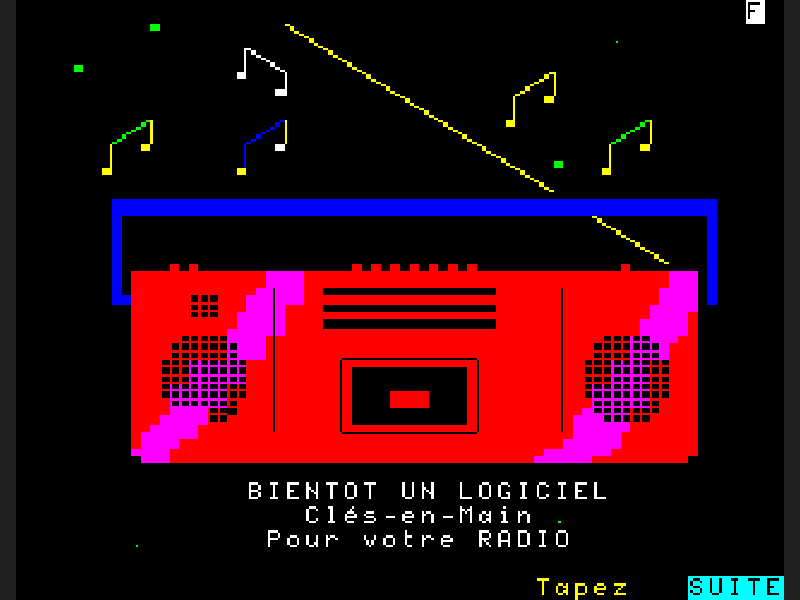 F
BIENTOT UN LOGICIEL
Clés-en-Main
Pour votre RADIO
Tapez SUITE